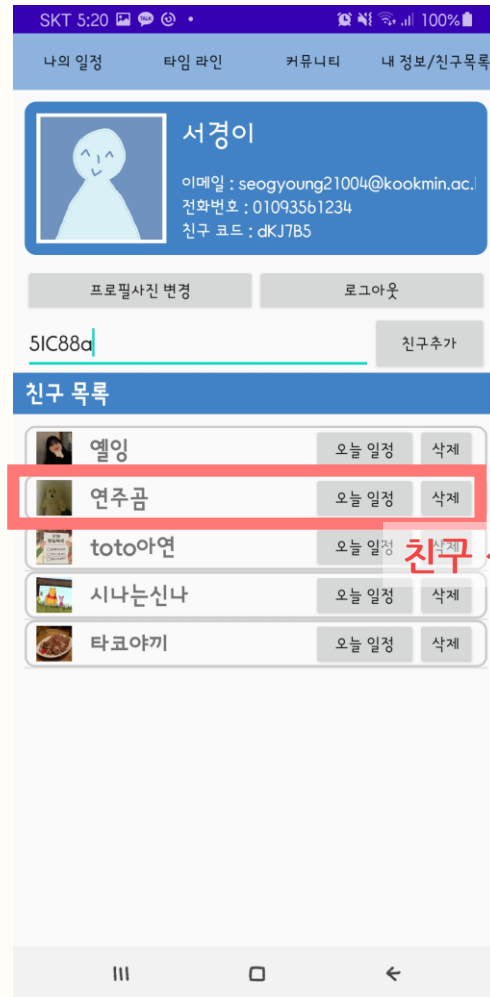 SKT 5:20 100%
나의 일정 타임 라인 커뮤니티 내 정보/친구목록
서경이
이메일 : seogyoung21004@kookmin.ac.
전화번호 : 01093561234
친구 코드 : dKJ7B5
프로필사진 변경 로그아웃
5IC88a 친구추가
친구 목록
옐잉 오늘 일정 삭제
연주곰 오늘 일정 삭제
toto아연 오늘 일정 삭제
친구
시나는신나 오늘 일정 삭제
타코야끼 오늘 일정 삭제